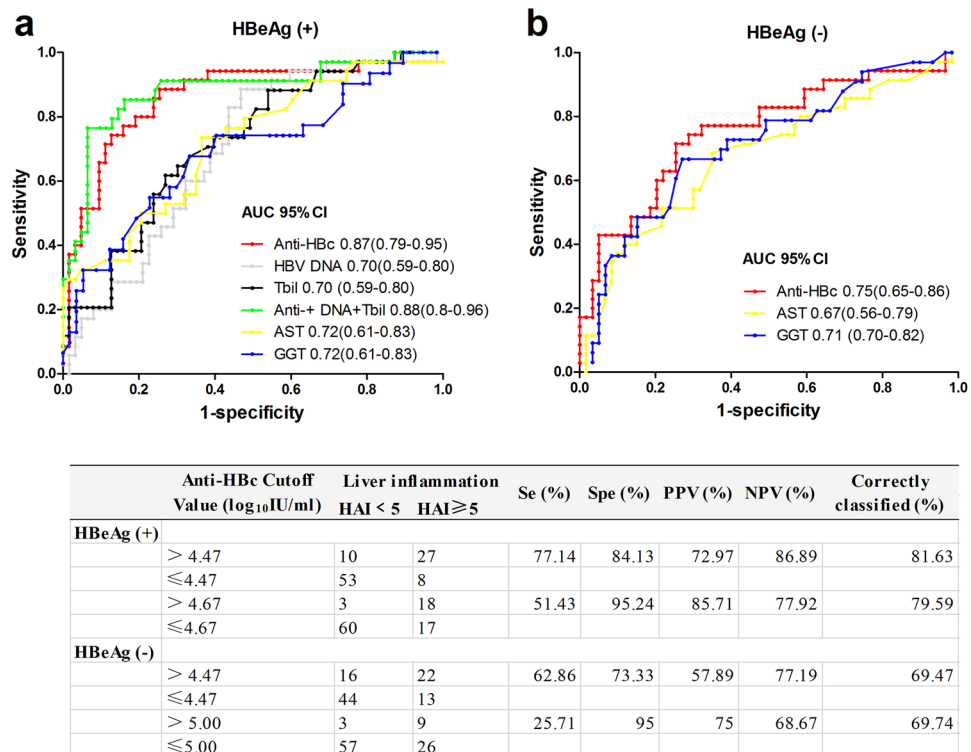 a
HBeAg (+)
1.0
0.8
0.6
0.4
0.2
0.0
Sensitivity
0.0 0.2 0.4 0.6 0.8 1.0
1-specificity
AUC 95%CI
Anti-HBc 0.87(0.79-0.95)
HBV DNA 0.70(0.59-0.80)
Tbil 0.70 (0.59-0.80)
Anti-+ DNA+Tbil 0.88(0.8-0.96)
AST 0.72(0.61-0.83)
GGT 0.72(0.61-0.83)
b
HBeAg (-)
1.0
0.8
0.6
0.4
0.2
0.0
Sensitivity
0.0 0.2 0.4 0.6 0.8 1.0
1-specificity
AUC 95%CI
Anti-HBc 0.75(0.65-0.86)
AST 0.67(0.56-0.79)
GGT 0.71 (0.70-0.82)
Anti-HBc Cutoff Value (log₁₀IU/ml) Liver inflammation HAI < 5 HAI≥5 Se (%) Spe (%) PPV (%) NPV (%) Correctly classified (%)
HBeAg (+)
> 4.47 10 27 77.14 84.13 72.97 86.89 81.63
≤4.47 53 8
> 4.67 3 18 51.43 95.24 85.71 77.92 79.59
≤4.67 60 17
HBeAg (-)
> 4.47 16 22 62.86 73.33 57.89 77.19 69.47
≤4.47 44 13
> 5.00 3 9 25.71 95 75 68.67 69.74
≤5.00 57 26